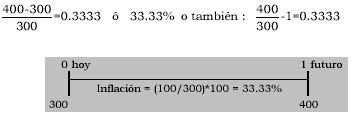 400-300/300=0.3333 ó 33.33% o también : 400/300-1=0.3333
0 hoy 1 futuro
Inflación = (100/300)*100 = 33.33%
300 400